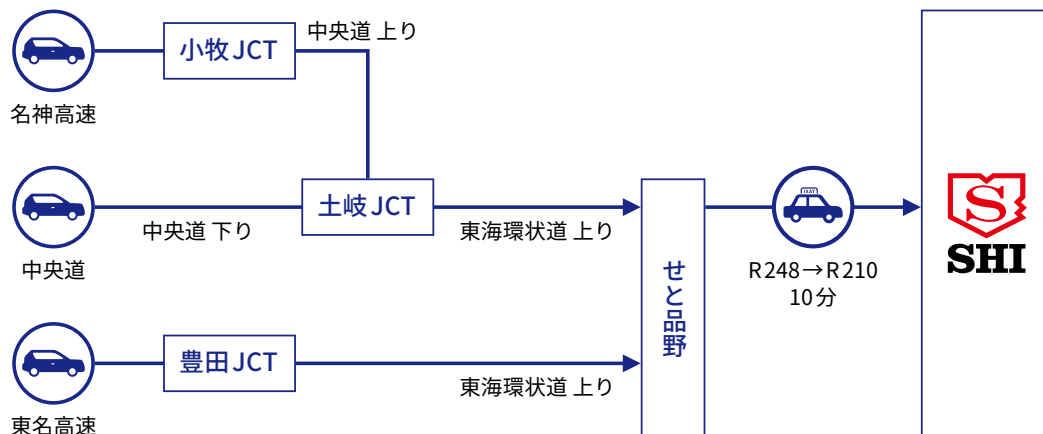 小牧JCT
中央道 上り
名神高速
土岐JCT
中央道 下り
東海環状道 上り
中央道
せと品野
R248→R210
10分
S
SHI
豊田JCT
東海環状道 上り
東名高速